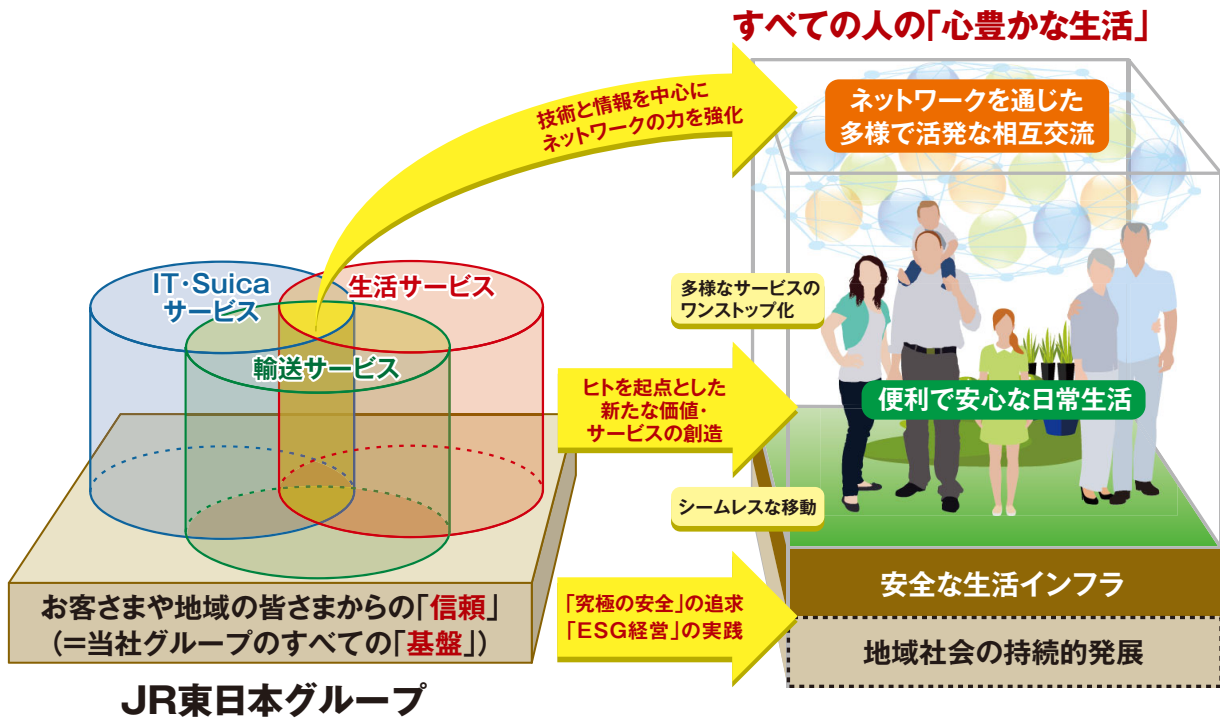 すべての人の「心豊かな生活」
技術と情報を中心に
ネットワークの力を強化
ネットワークを通じた
多様で活発な相互交流
IT・Suica
サービス
生活サービス
輸送サービス
多様なサービスの
ワンストップ化
ヒトを起点とした
新たな価値・
サービスの創造
便利で安心な日常生活
シームレスな移動
お客さまや地域の皆さまからの「信頼」
(=当社グループのすべての「基盤」)
「究極の安全」の追求
「ESG経営」の実践
安全な生活インフラ
地域社会の持続的発展
JR東日本グループ